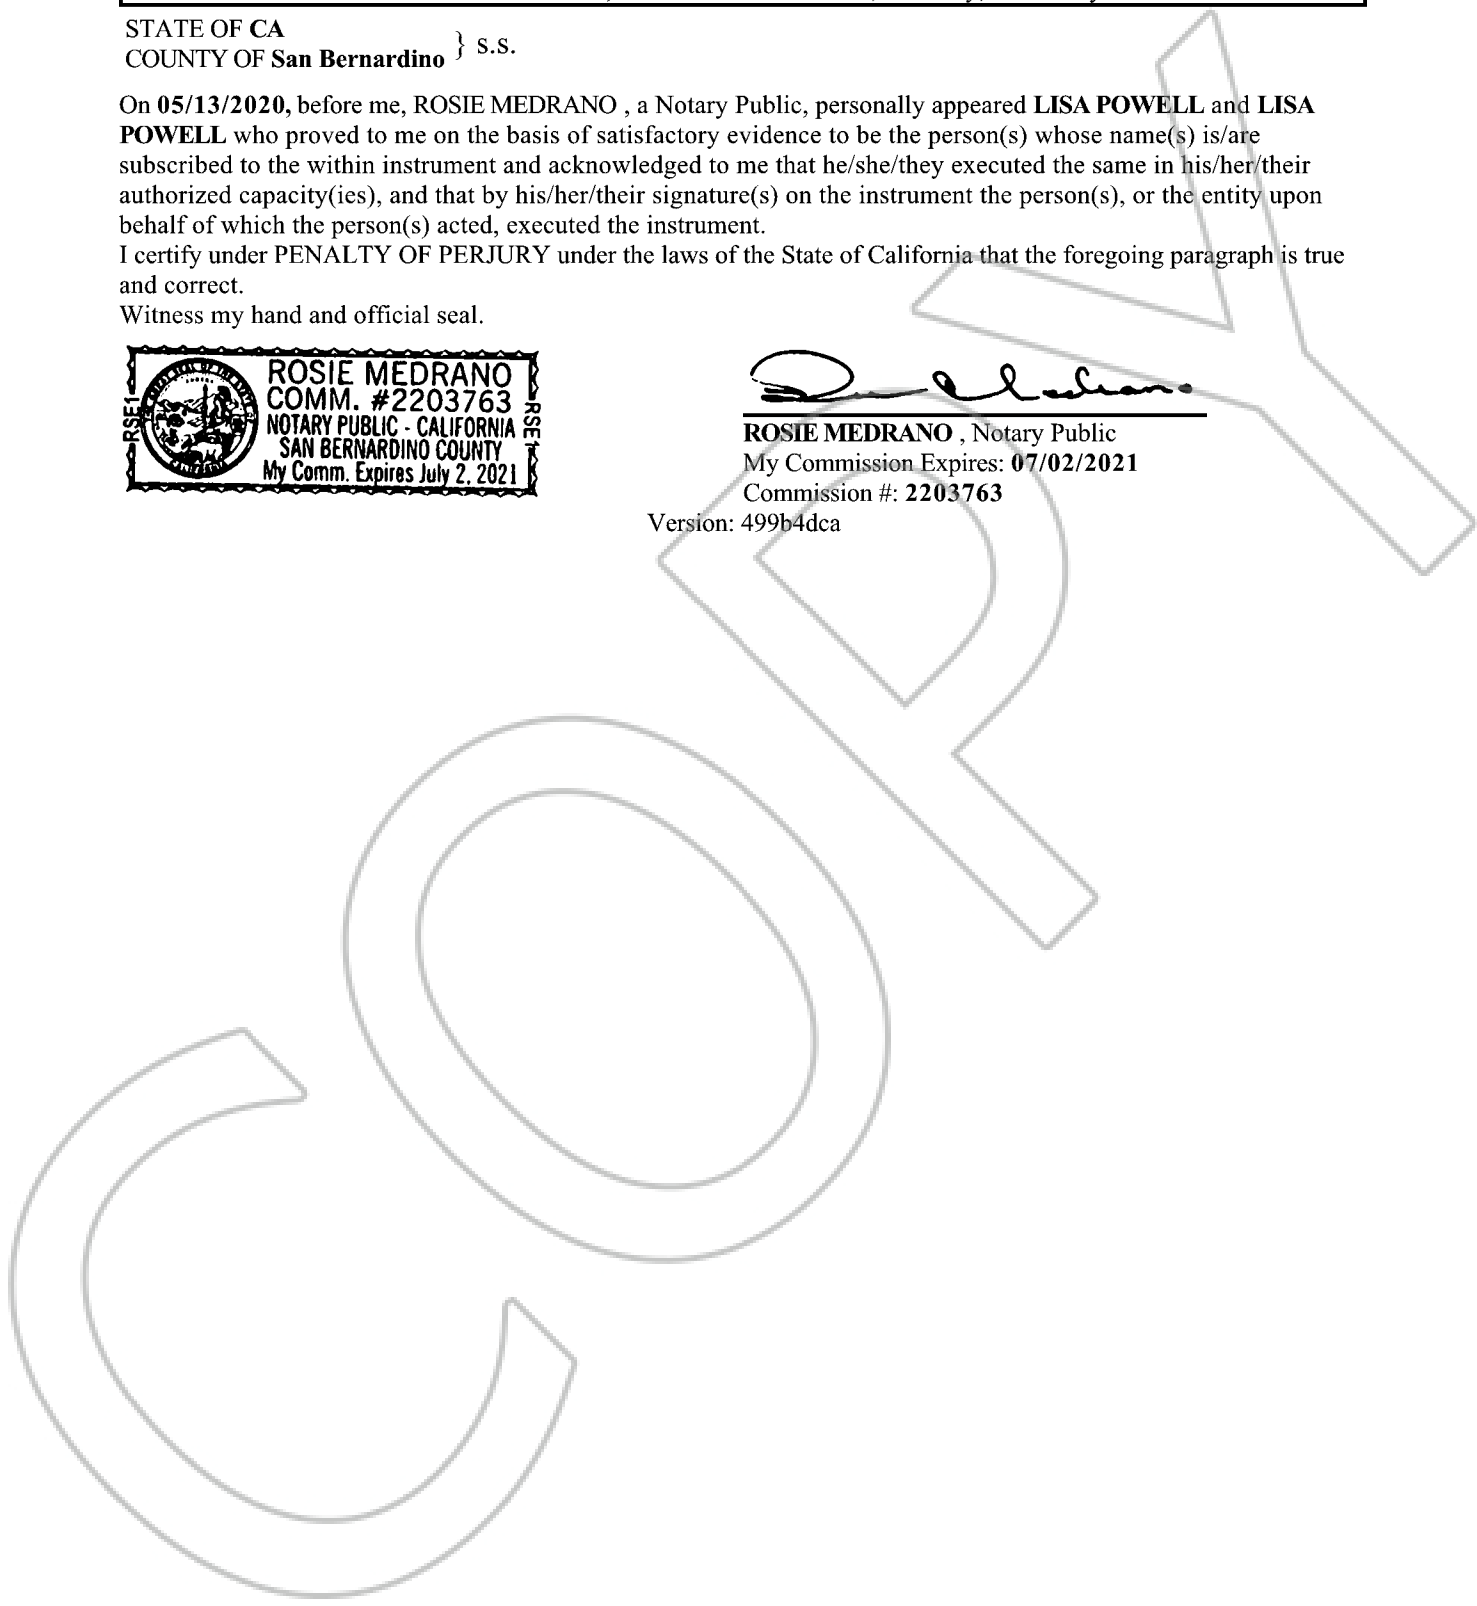 STATE OF CA
COUNTY OF San Bernardino } s.s.
On 05/13/2020, before me, ROSIE MEDRANO , a Notary Public, personally appeared LISA POWELL and LISA
POWELL who proved to me on the basis of satisfactory evidence to be the person(s) whose name(s) is/are
subscribed to the within instrument and acknowledged to me that he/she/they executed the same in his/her/their
authorized capacity(ies), and that by his/her/their signature(s) on the instrument the person(s), or the entity upon
behalf of which the person(s) acted, executed the instrument.
I certify under PENALTY OF PERJURY under the laws of the State of California that the foregoing paragraph is true
and correct.
Witness my hand and official seal.
ROSIE MEDRANO
COMM. #2203763
NOTARY PUBLIC - CALIFORNIA
SAN BERNARDINO COUNTY
My Comm. Expires July 2, 2021
RSE1
RSE1
ROSIE MEDRANO , Notary Public
My Commission Expires: 07/02/2021
Commission #: 2203763
Version: 499b4dca
COPY